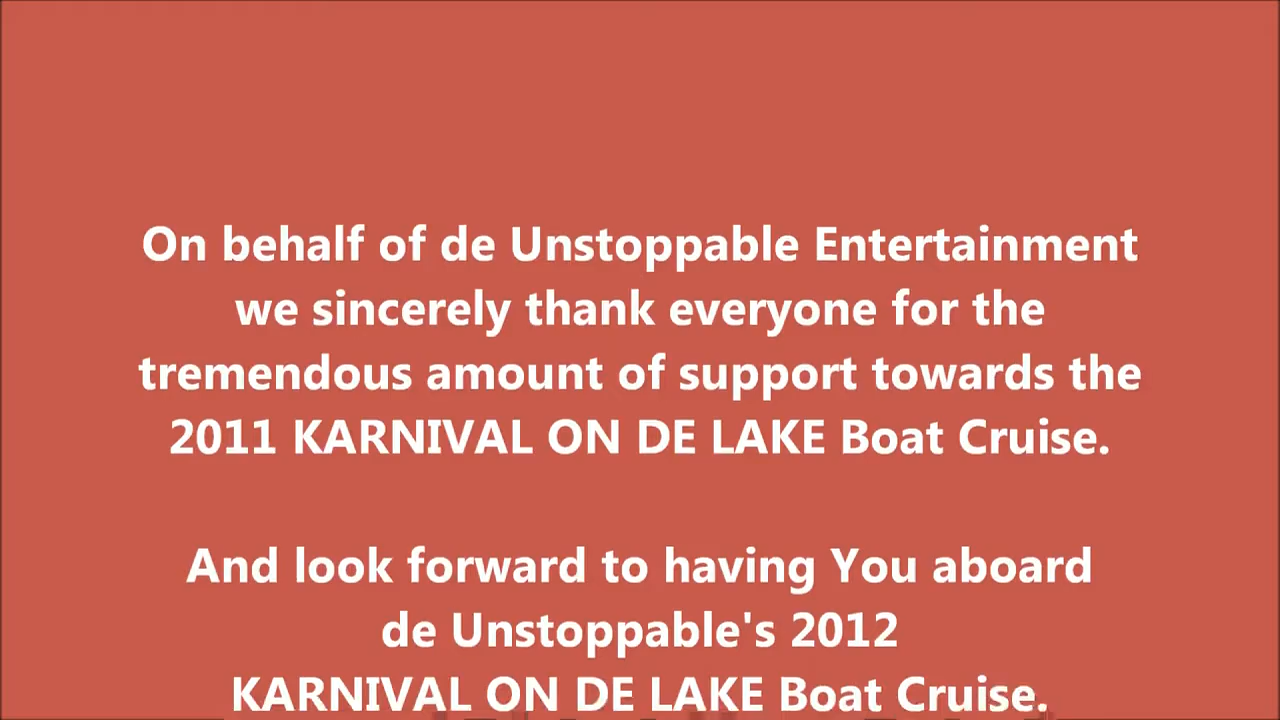 On behalf of de Unstoppable Entertainment
we sincerely thank everyone for the
tremendous amount of support towards the
2011 KARNIVAL ON DE LAKE Boat Cruise.
And look forward to having You aboard
de Unstoppable's 2012
KARNIVAL ON DE LAKE Boat Cruise.